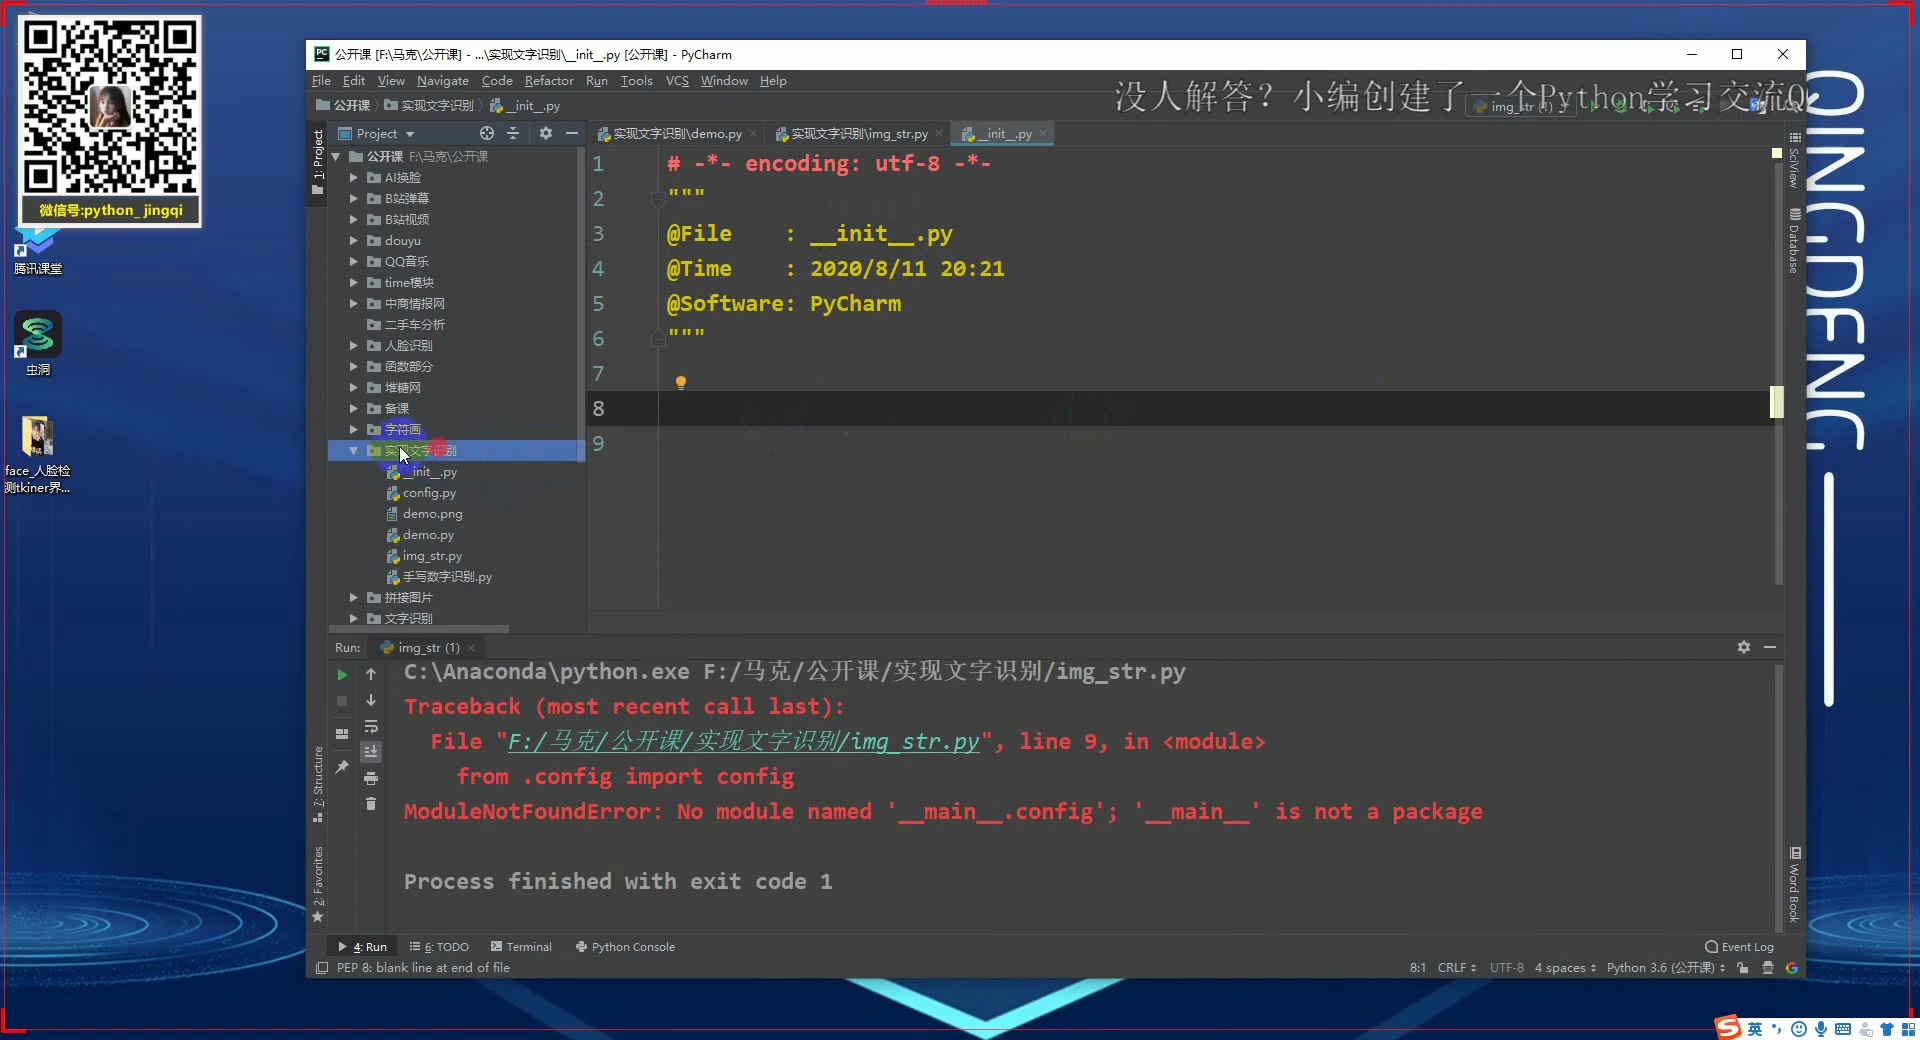 微信号:python_jingqi
腾讯课堂
虫洞
face_人脸检
测tkiner界...
公开课 [F:\马克\公开课] - ...\实现文字识别\__init__.py [公开课] - PyCharm
File Edit View Navigate Code Refactor Run Tools VCS Window Help
没人解答？小编创建了一个Python学习交流Q
公开课 实现文字识别 __init__.py
img_str (1)
Project
实现文字识别\demo.py
实现文字识别\img_str.py
__init__.py
1: Project
公开课 F:\马克\公开课
AI换脸
B站弹幕
B站视频
douyu
QQ音乐
time模块
中商情报网
二手车分析
人脸识别
函数部分
堆糖网
备课
字符画
实现文字识别
__init__.py
config.py
demo.png
demo.py
img_str.py
手写数字识别.py
拼接图片
文字识别
1 # -*- encoding: utf-8 -*-
2 """
3 @File    : __init__.py
4 @Time    : 2020/8/11 20:21
5 @Software: PyCharm
6 """
7
8
9
SciView
Database
Word Book
QINGDENG
Run: img_str (1)
C:\Anaconda\python.exe F:/马克/公开课/实现文字识别/img_str.py
Traceback (most recent call last):
File "F:/马克/公开课/实现文字识别/img_str.py", line 9, in <module>
from .config import config
ModuleNotFoundError: No module named '__main__.config'; '__main__' is not a package
Process finished with exit code 1
7: Structure
2: Favorites
4: Run 6: TODO Terminal Python Console Event Log
PEP 8: blank line at end of file
8:1 CRLF UTF-8 4 spaces Python 3.6 (公开课)
英